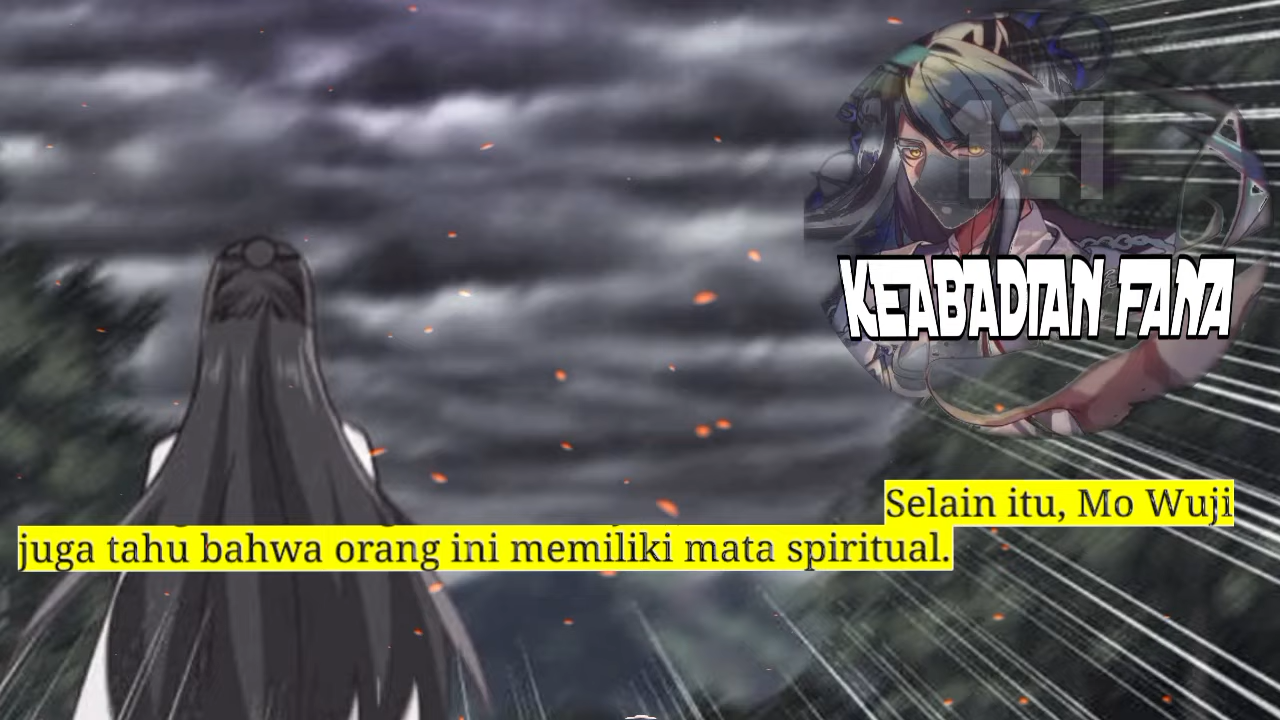 121
KEABADIAN FANA
Selain itu, Mo Wuji
juga tahu bahwa orang ini memiliki mata spiritual.